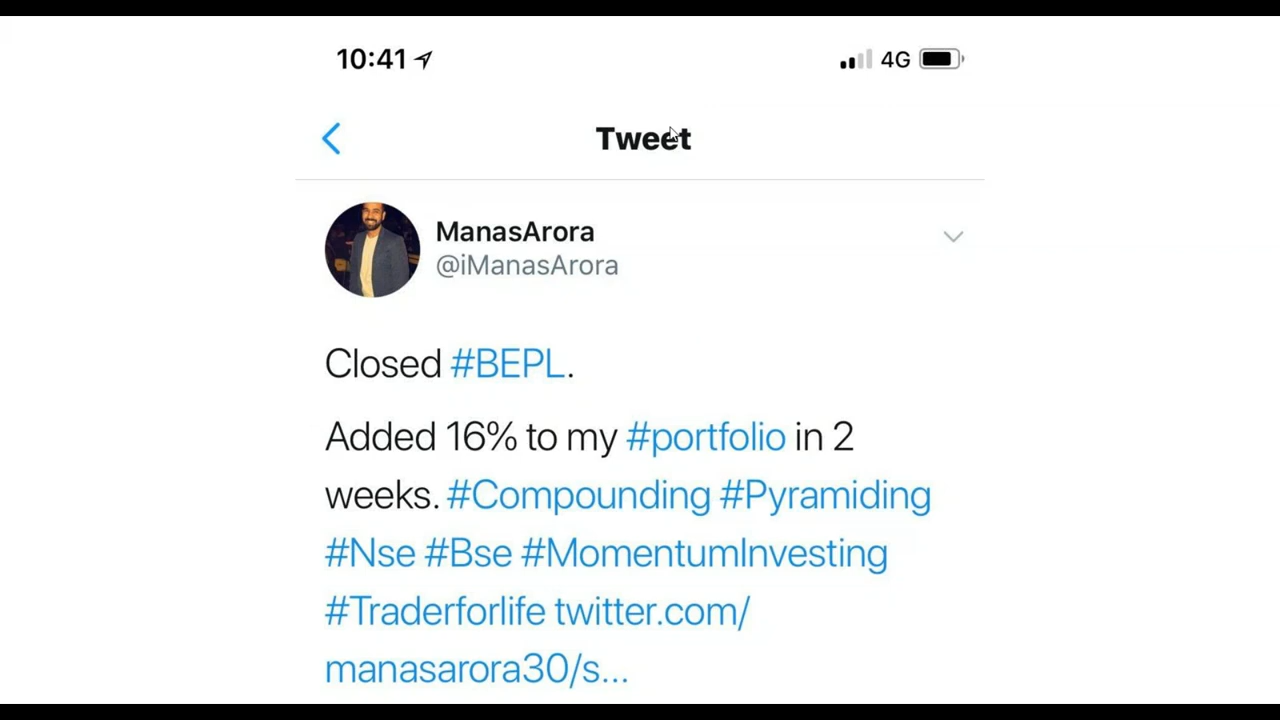 10:41 4G
Tweet
ManasArora
@iManasArora
Closed #BEPL.
Added 16% to my #portfolio in 2
weeks. #Compounding #Pyramiding
#Nse #Bse #MomentumInvesting
#Traderforlife twitter.com/
manasarora30/s...